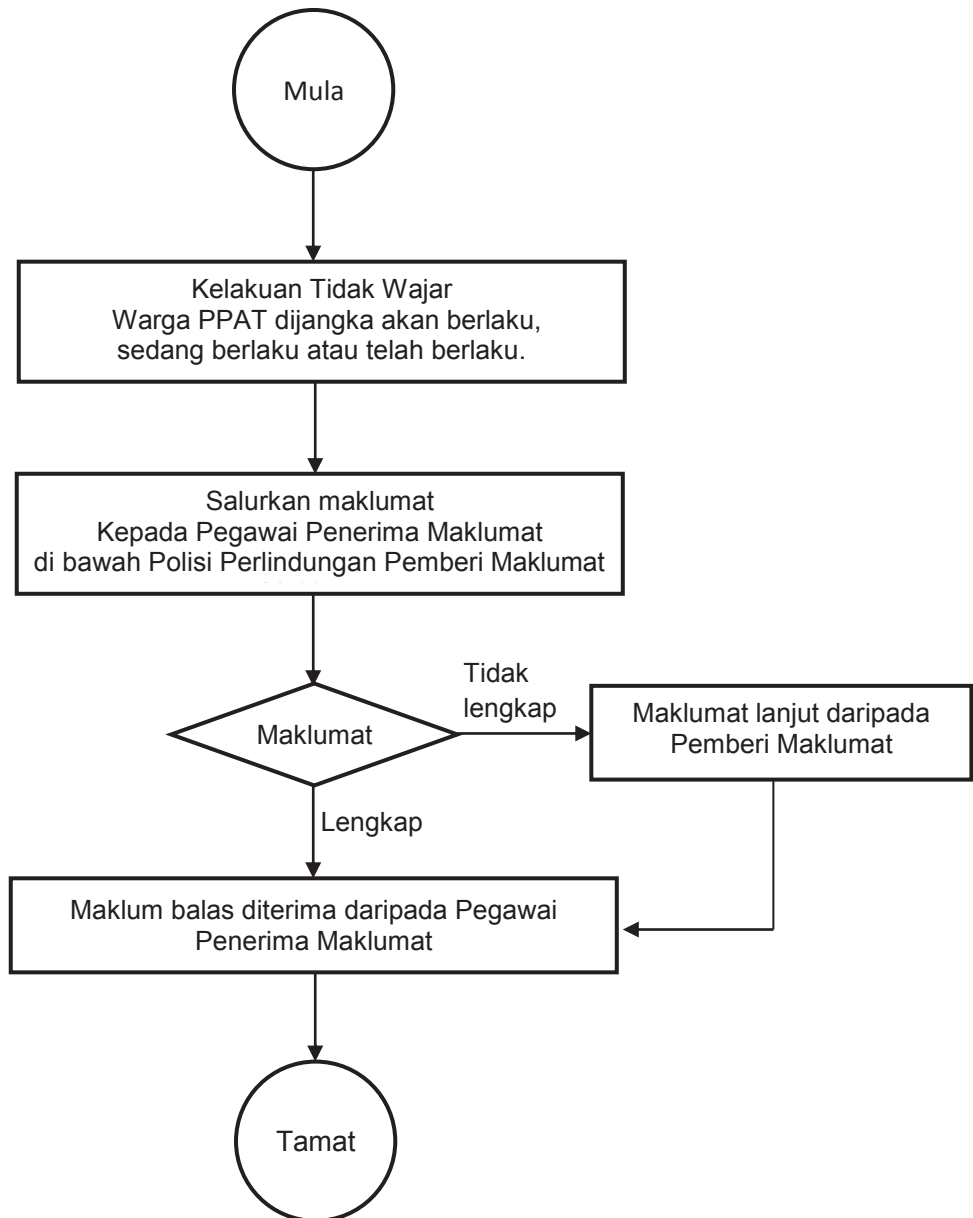 Mula
Kelakuan Tidak Wajar
Warga PPAT dijangka akan berlaku,
sedang berlaku atau telah berlaku.
Salurkan maklumat
Kepada Pegawai Penerima Maklumat
di bawah Polisi Perlindungan Pemberi Maklumat
Tidak
lengkap
Maklumat
Maklumat lanjut daripada
Pemberi Maklumat
Lengkap
Maklum balas diterima daripada Pegawai
Penerima Maklumat
Tamat